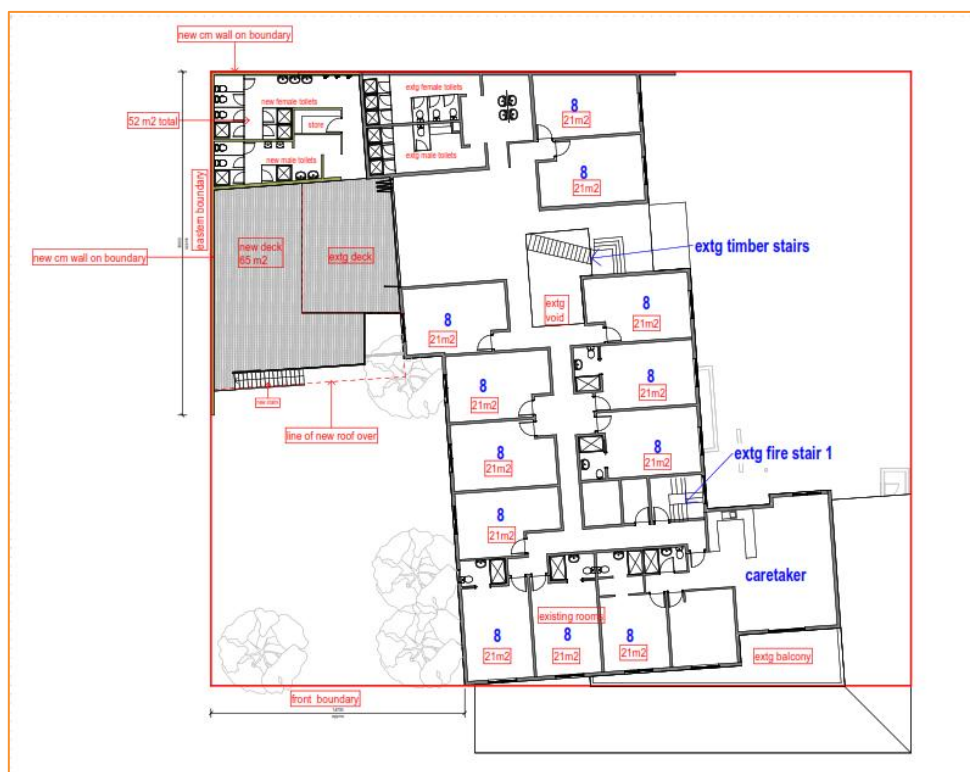 new cm wall on boundary
new female toilets
extg female toilets
52 m2 total
store
new male toilets
extg male toilets
8
21m2
8
21m2
eastern boundary
new deck
65 m2
extg deck
new cm wall on boundary
extg timber stairs
extg
void
8
21m2
8
21m2
8
21m2
8
21m2
line of new roof over
8
21m2
8
21m2
extg fire stair 1
8
21m2
caretaker
existing rooms
8
21m2
8
21m2
8
21m2
extg balcony
front boundary